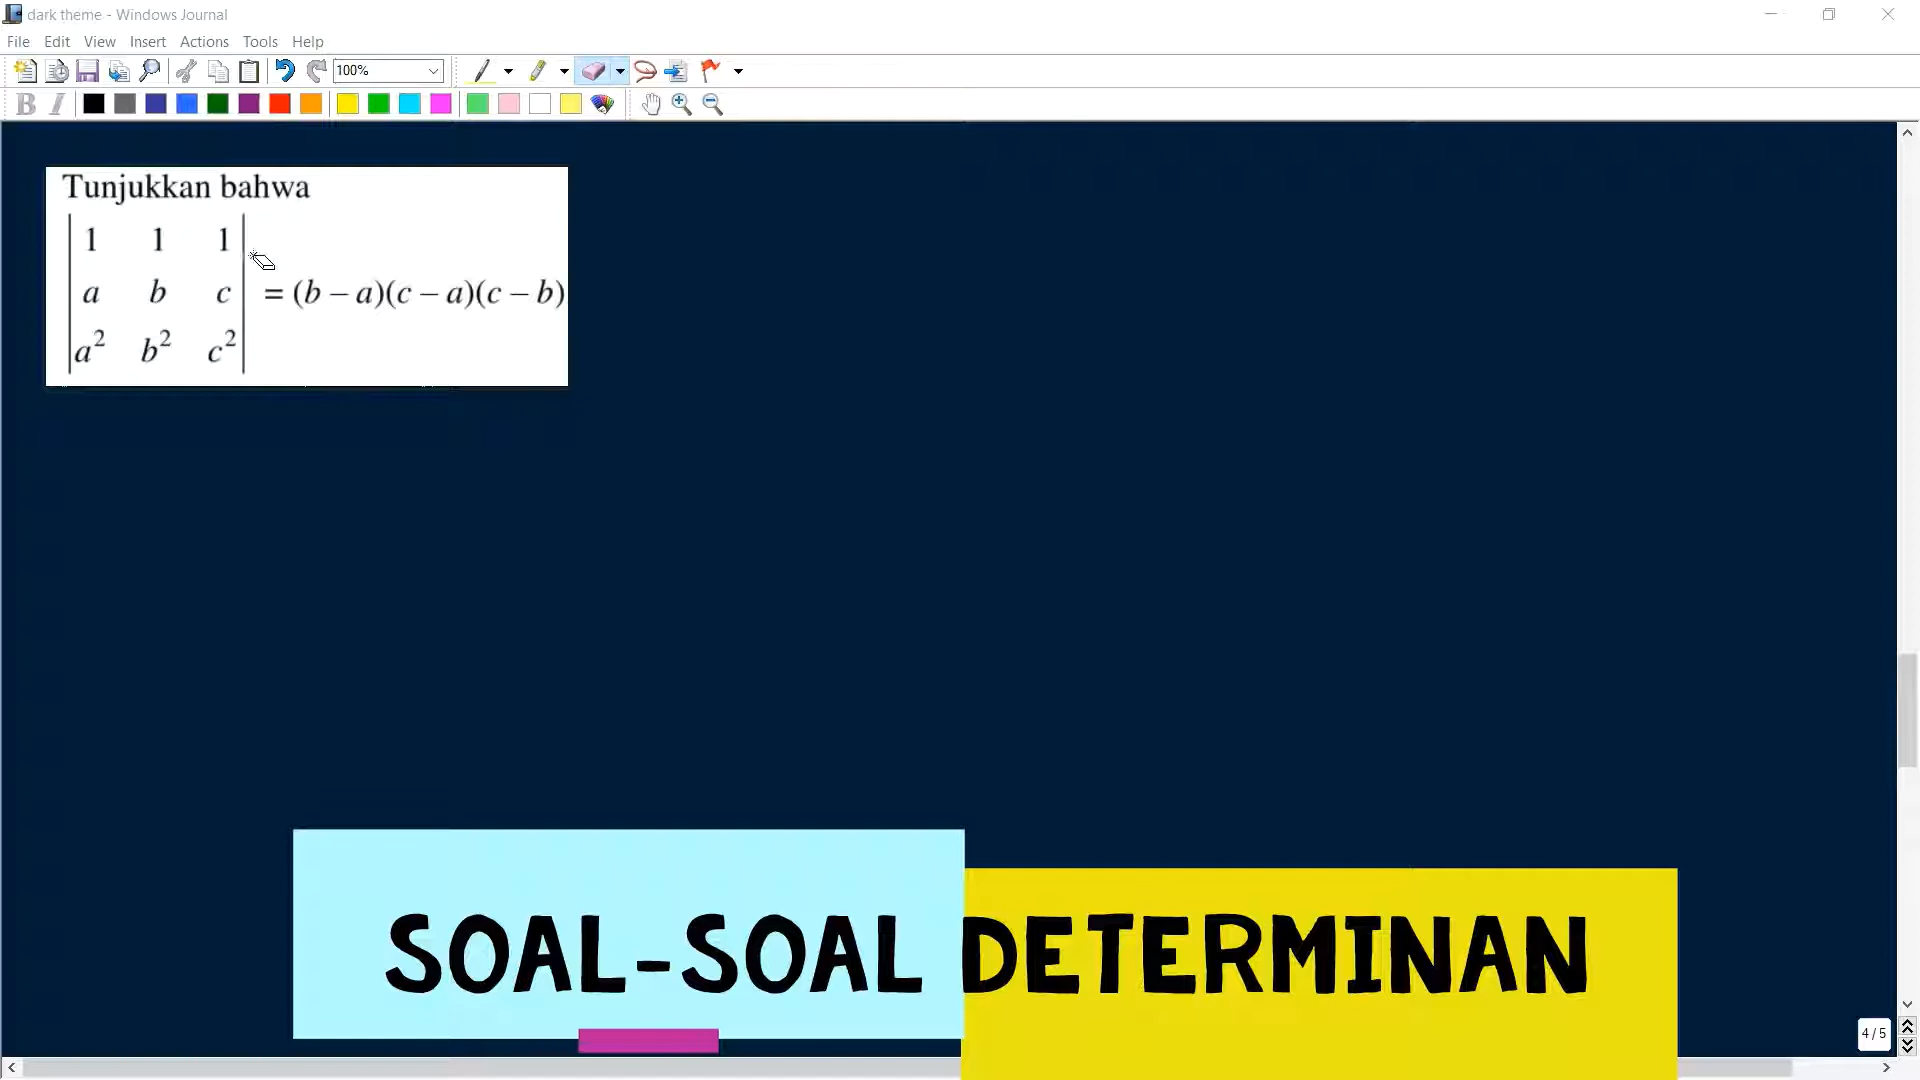 dark theme - Windows Journal
File Edit View Insert Actions Tools Help
100%
B I
Tunjukkan bahwa
1 1 1
a b c = (b – a)(c – a)(c – b)
a² b² c²
SOAL-SOAL DETERMINAN
4 / 5